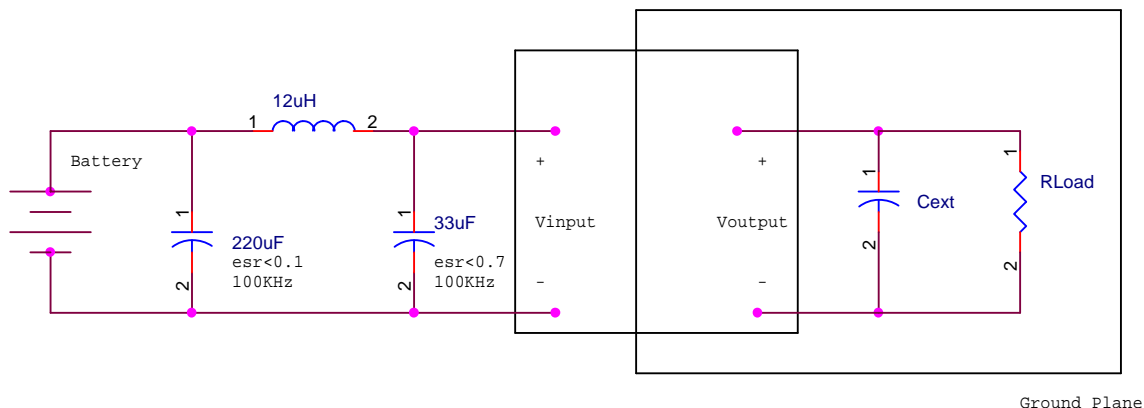 12uH
1
2
Battery
+
+
1
RLoad
1
1
1
33uF
Cext
Vinput
Voutput
220uF
esr<0.1
100KHz
esr<0.7
100KHz
2
2
2
2
-
-
Ground Plane